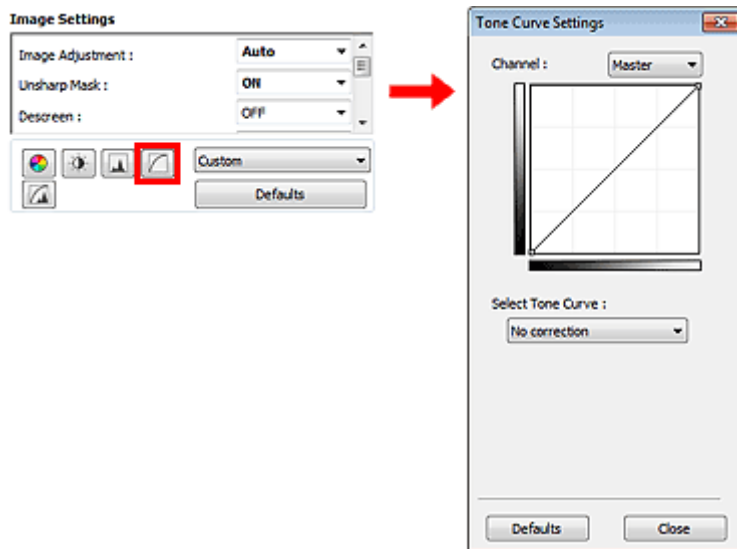 Image Settings
Image Adjustment : Auto
Unsharp Mask : ON
Descreen : OFF
Custom
Defaults
Tone Curve Settings
Channel : Master
Select Tone Curve :
No correction
Defaults Close